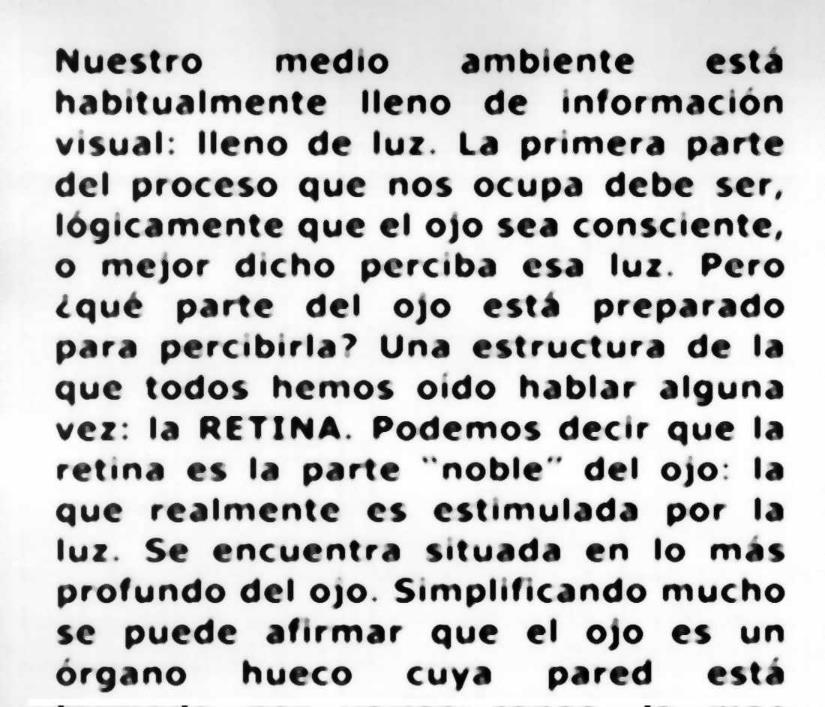 Nuestro medio ambiente está
habitualmente lleno de información
visual: lleno de luz. La primera parte
del proceso que nos ocupa debe ser,
lógicamente que el ojo sea consciente,
o mejor dicho perciba esa luz. Pero
¿qué parte del ojo está preparado
para percibirla? Una estructura de la
que todos hemos oído hablar alguna
vez: la RETINA. Podemos decir que la
retina es la parte "noble" del ojo: la
que realmente es estimulada por la
luz. Se encuentra situada en lo más
profundo del ojo. Simplificando mucho
se puede afirmar que el ojo es un
órgano hueco cuya pared está